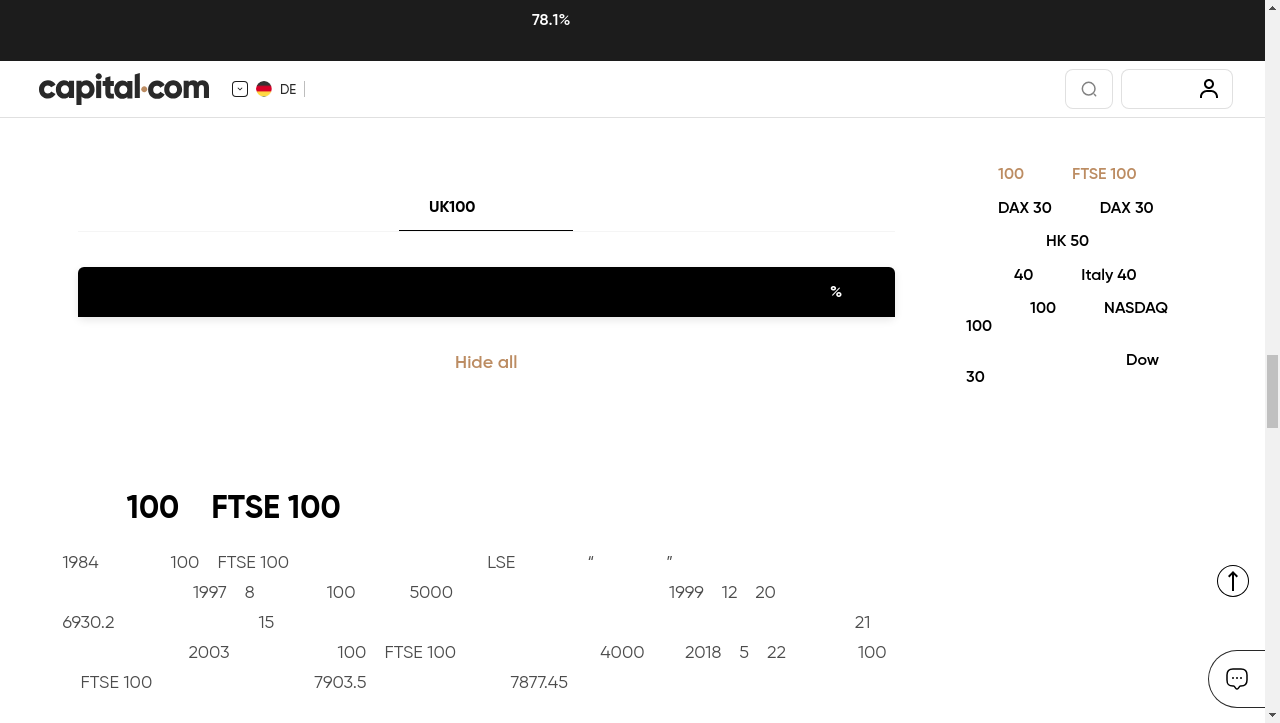 78.1%
capital.com
DE
UK100
%
Hide all
100 FTSE 100
DAX 30 DAX 30
HK 50
40 Italy 40
100 NASDAQ
100
Dow
30
100 FTSE 100
1984 100 FTSE 100 LSE “ ”
1997 8 100 5000 1999 12 20
6930.2 15 21
2003 100 FTSE 100 4000 2018 5 22 100
FTSE 100 7903.5 7877.45